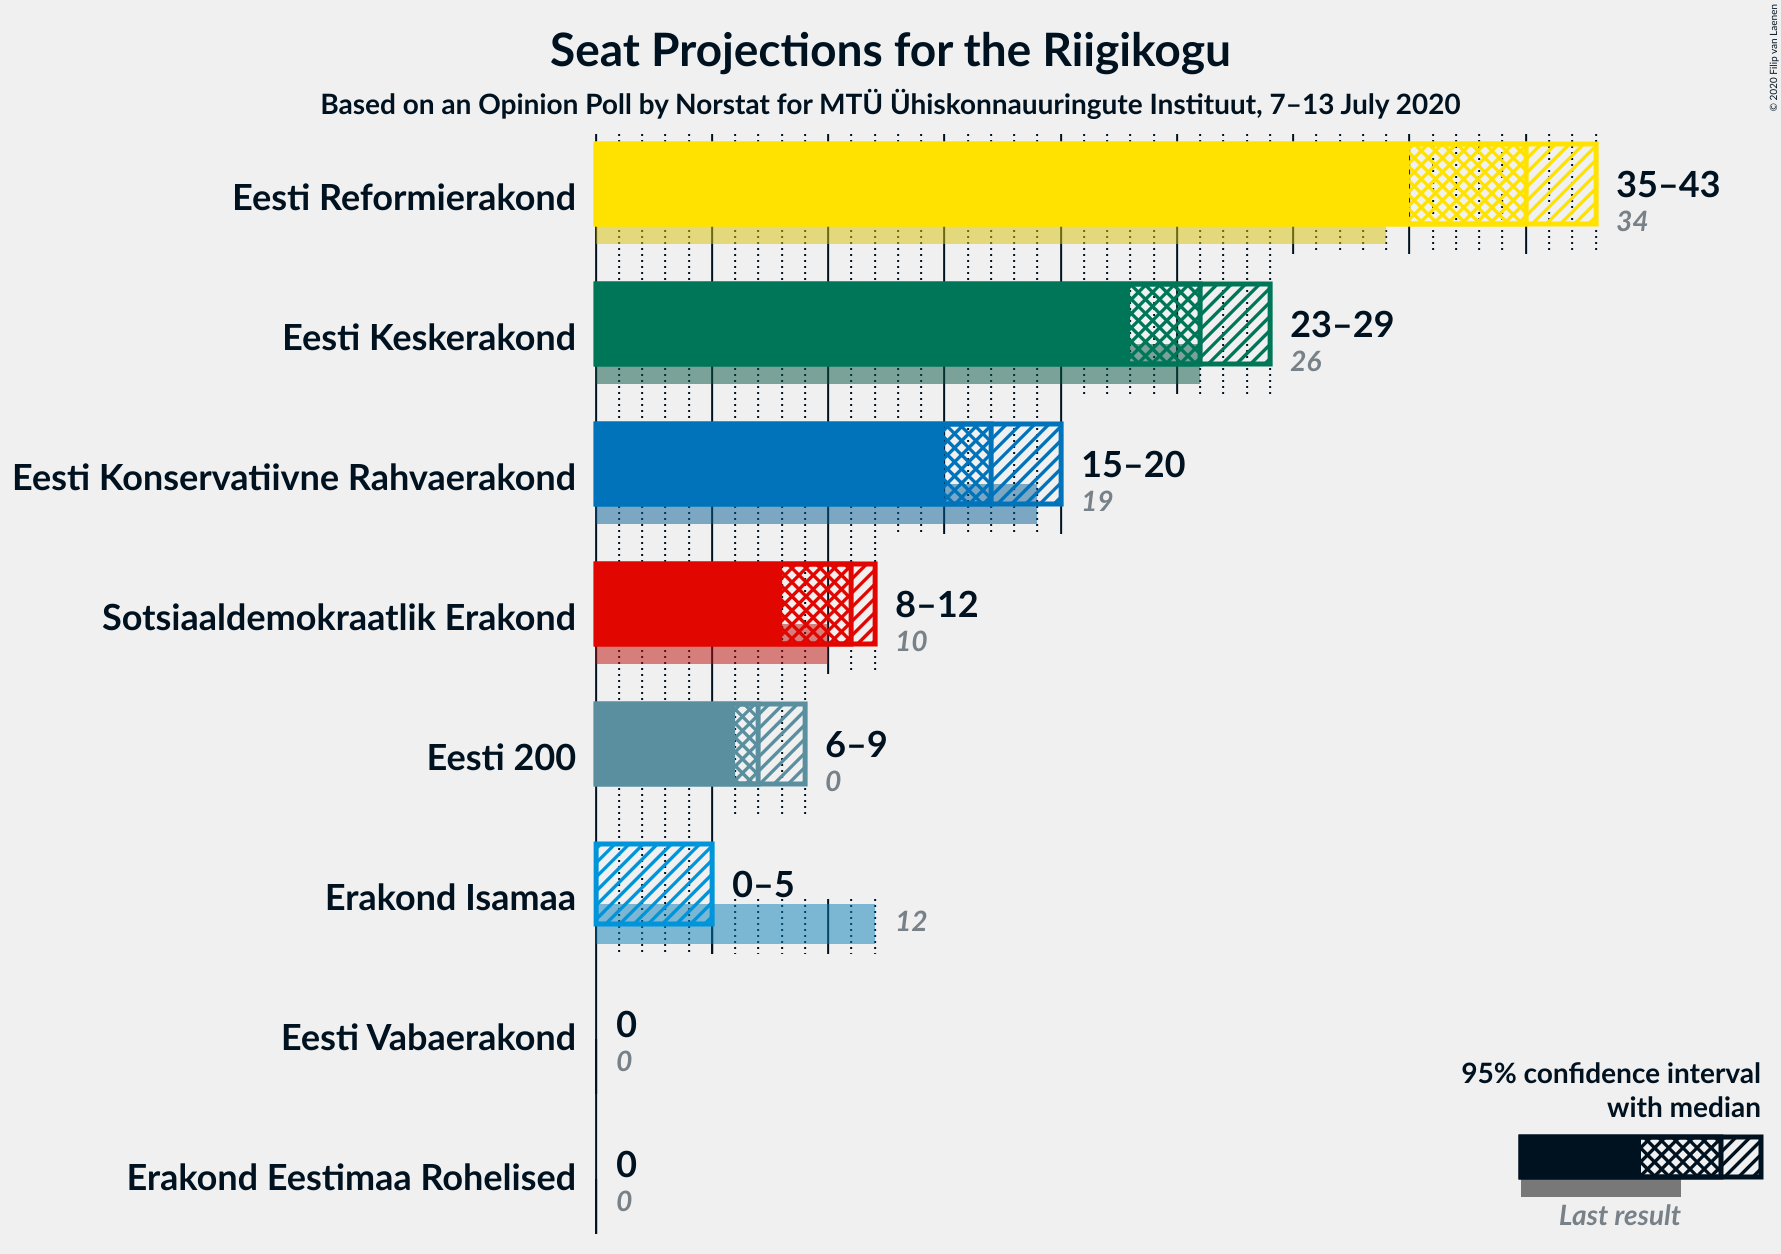 Seat Projections for the Riigikogu
Based on an Opinion Poll by Norstat for MTÜ Ühiskonnauuringute Instituut, 7–13 July 2020
© 2020 Filip van Laenen
Eesti Reformierakond
35–43
34
Eesti Keskerakond
23–29
26
Eesti Konservatiivne Rahvaerakond
15–20
19
Sotsiaaldemokraatlik Erakond
8–12
10
Eesti 200
6–9
0
Erakond Isamaa
0–5
12
Eesti Vabaerakond
0
0
Erakond Eestimaa Rohelised
0
0
95% confidence interval
with median
Last result